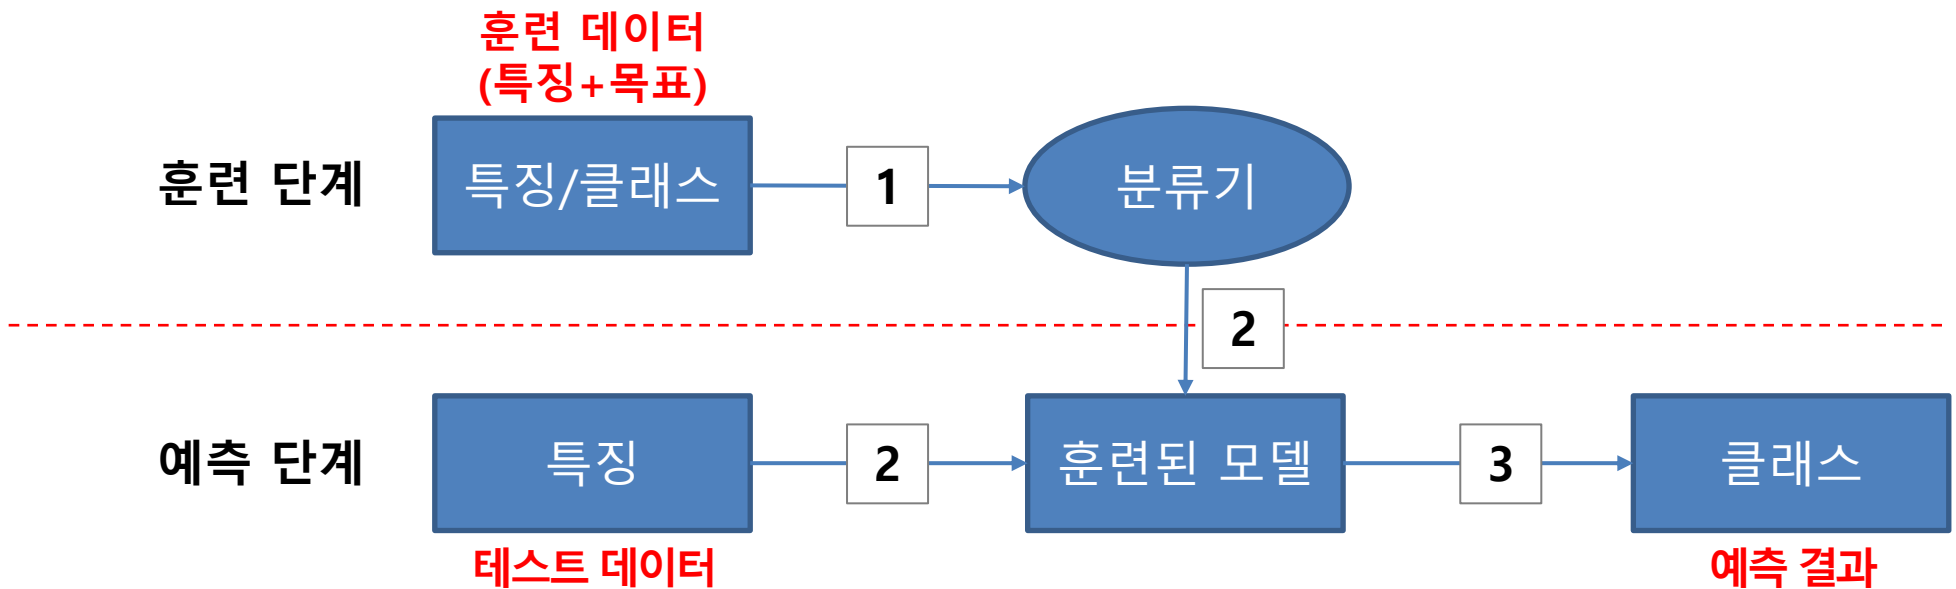 훈련 데이터
(특징+목표)
훈련 단계
특징/클래스
1
분류기
2
예측 단계
특징
2
훈련된 모델
3
클래스
테스트 데이터
예측 결과